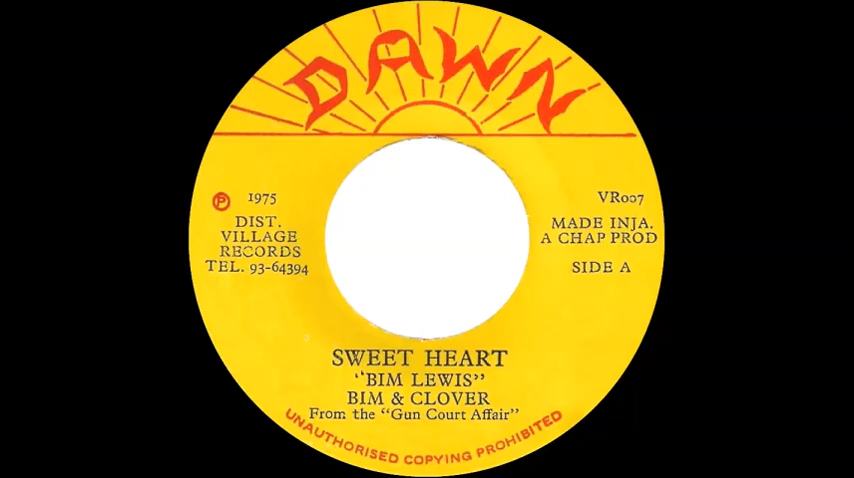 DAWN
℗ 1975
DIST.
VILLAGE
RECORDS
TEL. 93-64394
VR007
MADE INJA.
A CHAP PROD
SIDE A
SWEET HEART
"BIM LEWIS"
BIM & CLOVER
From the "Gun Court Affair"
UNAUTHORISED COPYING PROHIBITED